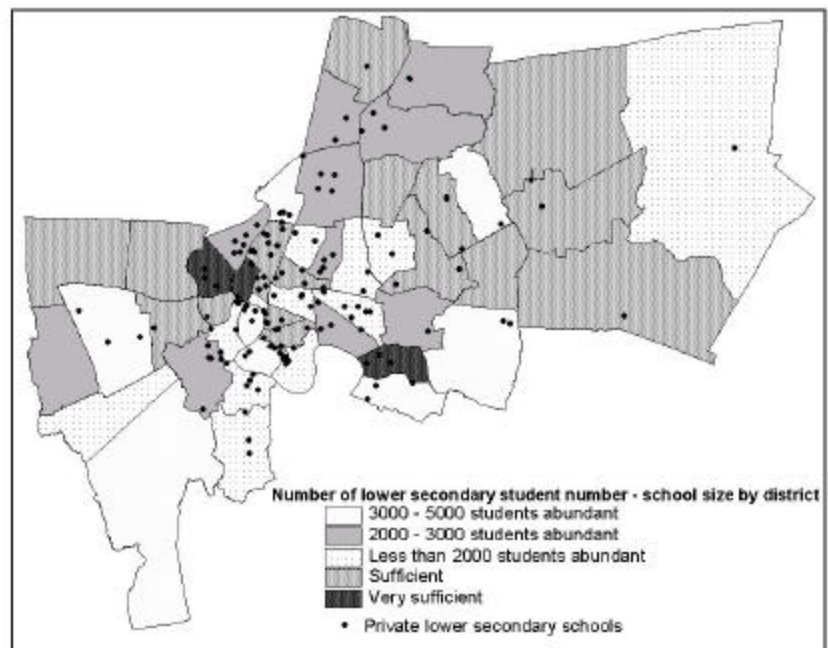 Number of lower secondary student number - school size by district
3000 - 5000 students abundant
2000 - 3000 students abundant
Less than 2000 students abundant
Sufficient
Very sufficient
Private lower secondary schools